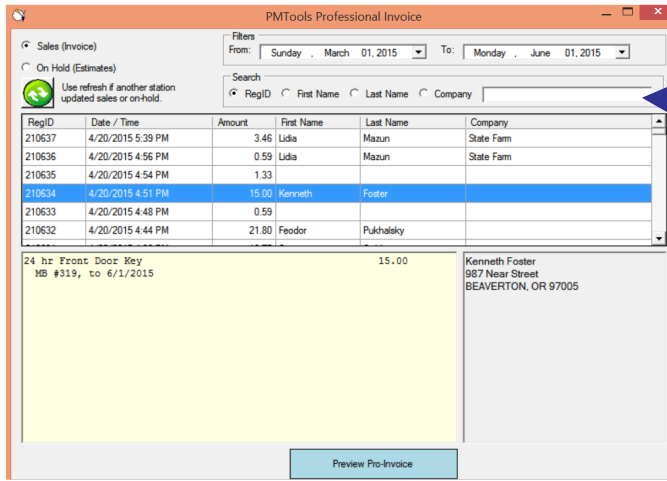 PMTools Professional Invoice
Sales (Invoice)
On Hold (Estimates)
Use refresh if another station
updated sales or on-hold.
Filters
From: Sunday , March 01, 2015 To: Monday , June 01, 2015
Search
RegID First Name Last Name Company
RegID Date / Time Amount First Name Last Name Company
210637 4/20/2015 5:39 PM 3.46 Lidia Mazun State Farm
210636 4/20/2015 4:56 PM 0.59 Lidia Mazun State Farm
210635 4/20/2015 4:54 PM 1.33
210634 4/20/2015 4:51 PM 15.00 Kenneth Foster
210633 4/20/2015 4:48 PM 0.59
210632 4/20/2015 4:44 PM 21.80 Feodor Pukhalsky
24 hr Front Door Key 15.00
MB #319, to 6/1/2015
Kenneth Foster
987 Near Street
BEAVERTON, OR 97005
Preview Pro-Invoice